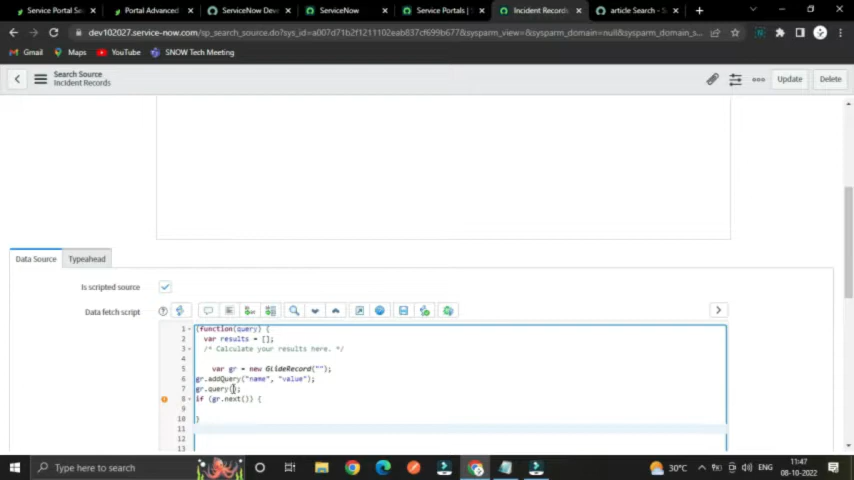 Service Portal Se
Portal Advanced
ServiceNow Dev
ServiceNow
Service Portals | S
Incident Records
article Search - S
dev102027.service-now.com/sp_search_source.do?sys_id=a007d71b2f1211102eab837cf699b677&sysparm_view=&sysparm_domain=null&sysparm_domain_s...
Gmail
Maps
YouTube
SNOW Tech Meeting
Search Source
Incident Records
Update
Delete
Data Source
Typeahead
Is scripted source
Data fetch script
1 (function(query) {
2 var results = [];
3 /* Calculate your results here. */
4
5 var gr = new GlideRecord("");
6 gr.addQuery("name", "value");
7 gr.query();
8 if (gr.next()) {
9
10 }
11
12
13
Type here to search
30°C
ENG
11:47
08-10-2022